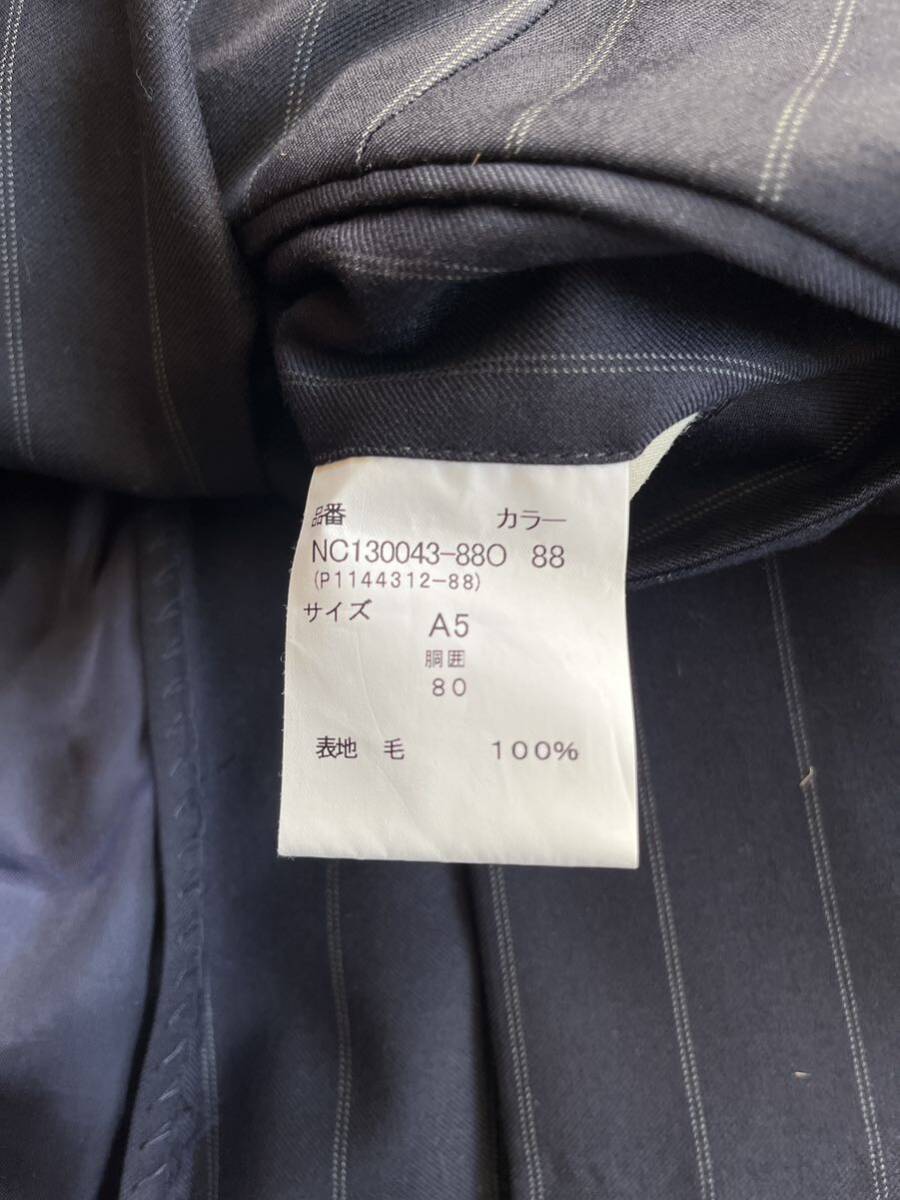 品番 カラー
NC130043-88O 88
(P1144312-88)
サイズ
A5
胴囲
80
表地 毛 100%